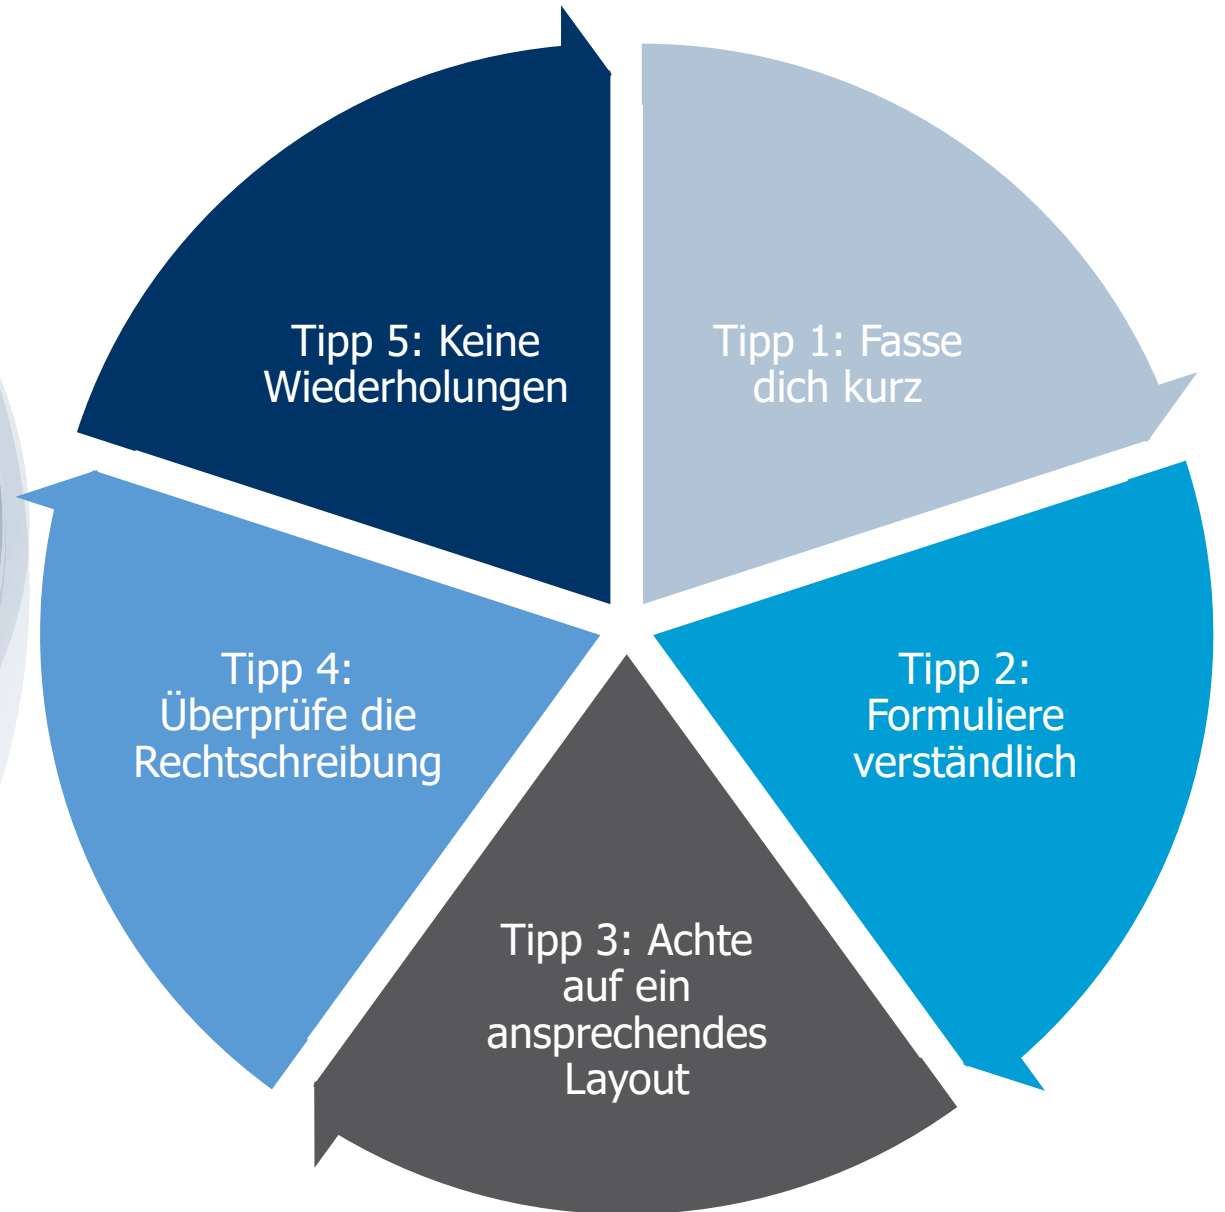 Tipp 1: Fasse
dich kurz
Tipp 2:
Formuliere
verständlich
Tipp 3: Achte
auf ein
ansprechendes
Layout
Tipp 4:
Überprüfe die
Rechtschreibung
Tipp 5: Keine
Wiederholungen